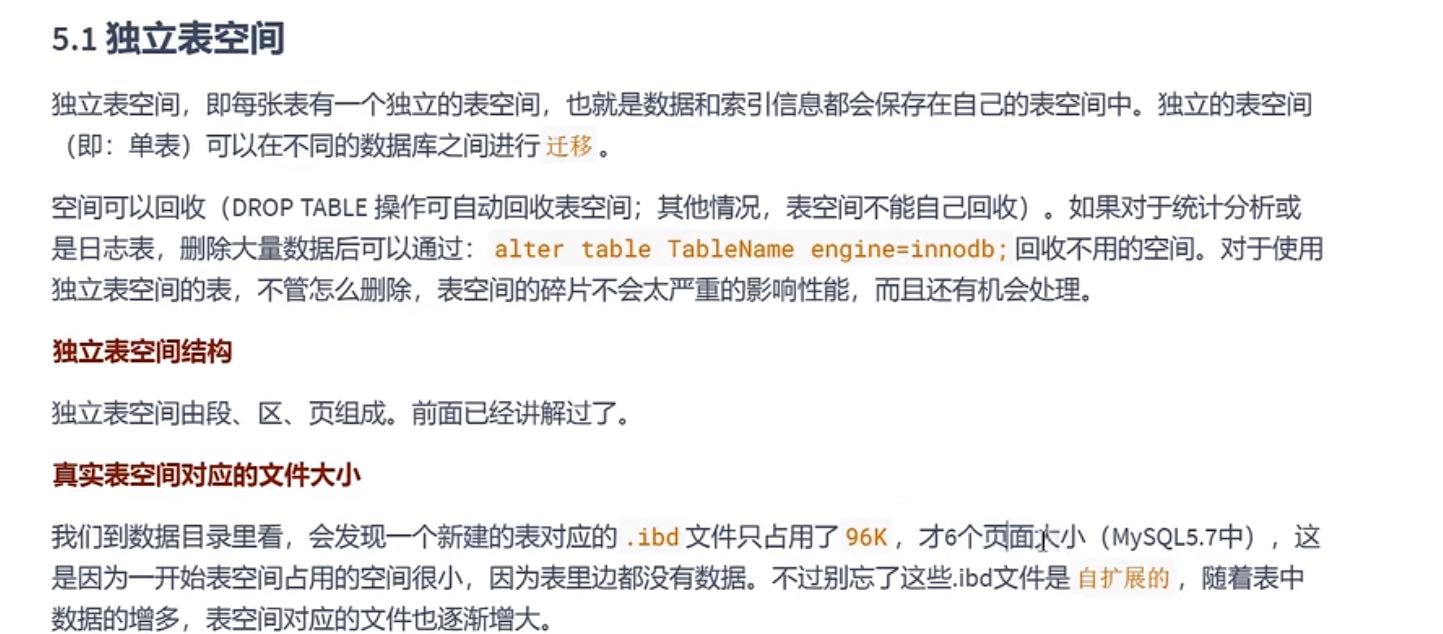 5.1 独立表空间
独立表空间，即每张表有一个独立的表空间，也就是数据和索引信息都会保存在自己的表空间中。独立的表空间
（即：单表）可以在不同的数据库之间进行 迁移 。
空间可以回收（DROP TABLE 操作可自动回收表空间；其他情况，表空间不能自己回收）。如果对于统计分析或
是日志表，删除大量数据后可以通过： alter table TableName engine=innodb; 回收不用的空间。对于使用
独立表空间的表，不管怎么删除，表空间的碎片不会太严重的影响性能，而且还有机会处理。
独立表空间结构
独立表空间由段、区、页组成。前面已经讲解过了。
真实表空间对应的文件大小
我们到数据目录里看，会发现一个新建的表对应的 .ibd 文件只占用了 96K ，才6个页面大小（MySQL5.7中），这
是因为一开始表空间占用的空间很小，因为表里边都没有数据。不过别忘了这些.ibd文件是 自扩展的 ，随着表中
数据的增多，表空间对应的文件也逐渐增大。